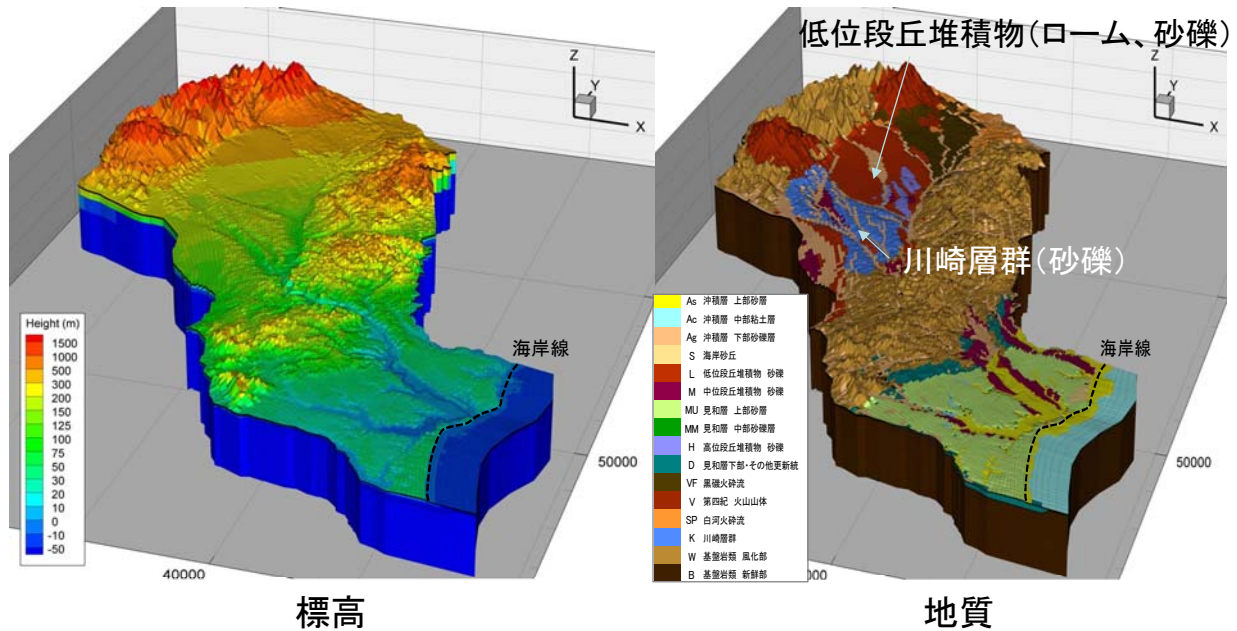 低位段丘堆積物(ローム、砂礫)
Z
Y
X
Z
Y
X
川崎層群(砂礫)
Height (m)
1500
1000
500
300
200
150
125
100
75
50
30
20
10
0
-10
-50
海岸線
50000
40000
As 沖積層 上部砂層
Ac 沖積層 中部粘土層
Ag 沖積層 下部砂礫層
S 海岸砂丘
L 低位段丘堆積物 砂礫
M 中位段丘堆積物 砂礫
MU 見和層 上部砂層
MM 見和層 中部砂礫層
H 高位段丘堆積物 砂礫
D 見和層下部・その他更新統
VF 黒磯火砕流
V 第四紀 火山山体
SP 白河火砕流
K 川崎層群
W 基盤岩類 風化部
B 基盤岩類 新鮮部
海岸線
50000
標高
地質